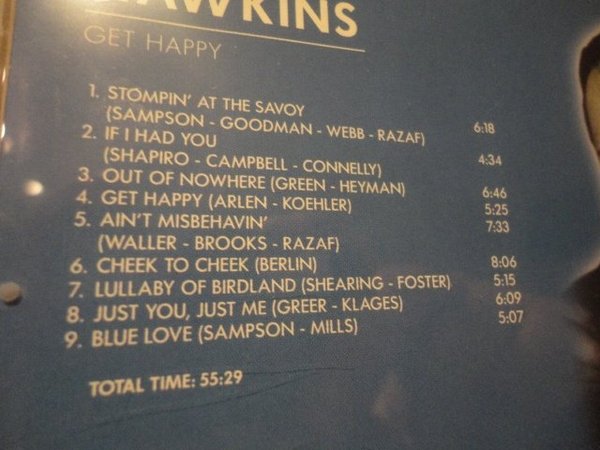 AWKINS
GET HAPPY
1. STOMPIN' AT THE SAVOY
(SAMPSON - GOODMAN - WEBB - RAZAF) 6:18
2. IF I HAD YOU
(SHAPIRO - CAMPBELL - CONNELLY) 4:34
3. OUT OF NOWHERE (GREEN - HEYMAN) 6:46
4. GET HAPPY (ARLEN - KOEHLER) 5:25
5. AIN'T MISBEHAVIN' 7:33
(WALLER - BROOKS - RAZAF)
6. CHEEK TO CHEEK (BERLIN) 8:06
7. LULLABY OF BIRDLAND (SHEARING - FOSTER) 5:15
8. JUST YOU, JUST ME (GREER - KLAGES) 6:09
9. BLUE LOVE (SAMPSON - MILLS) 5:07
TOTAL TIME: 55:29